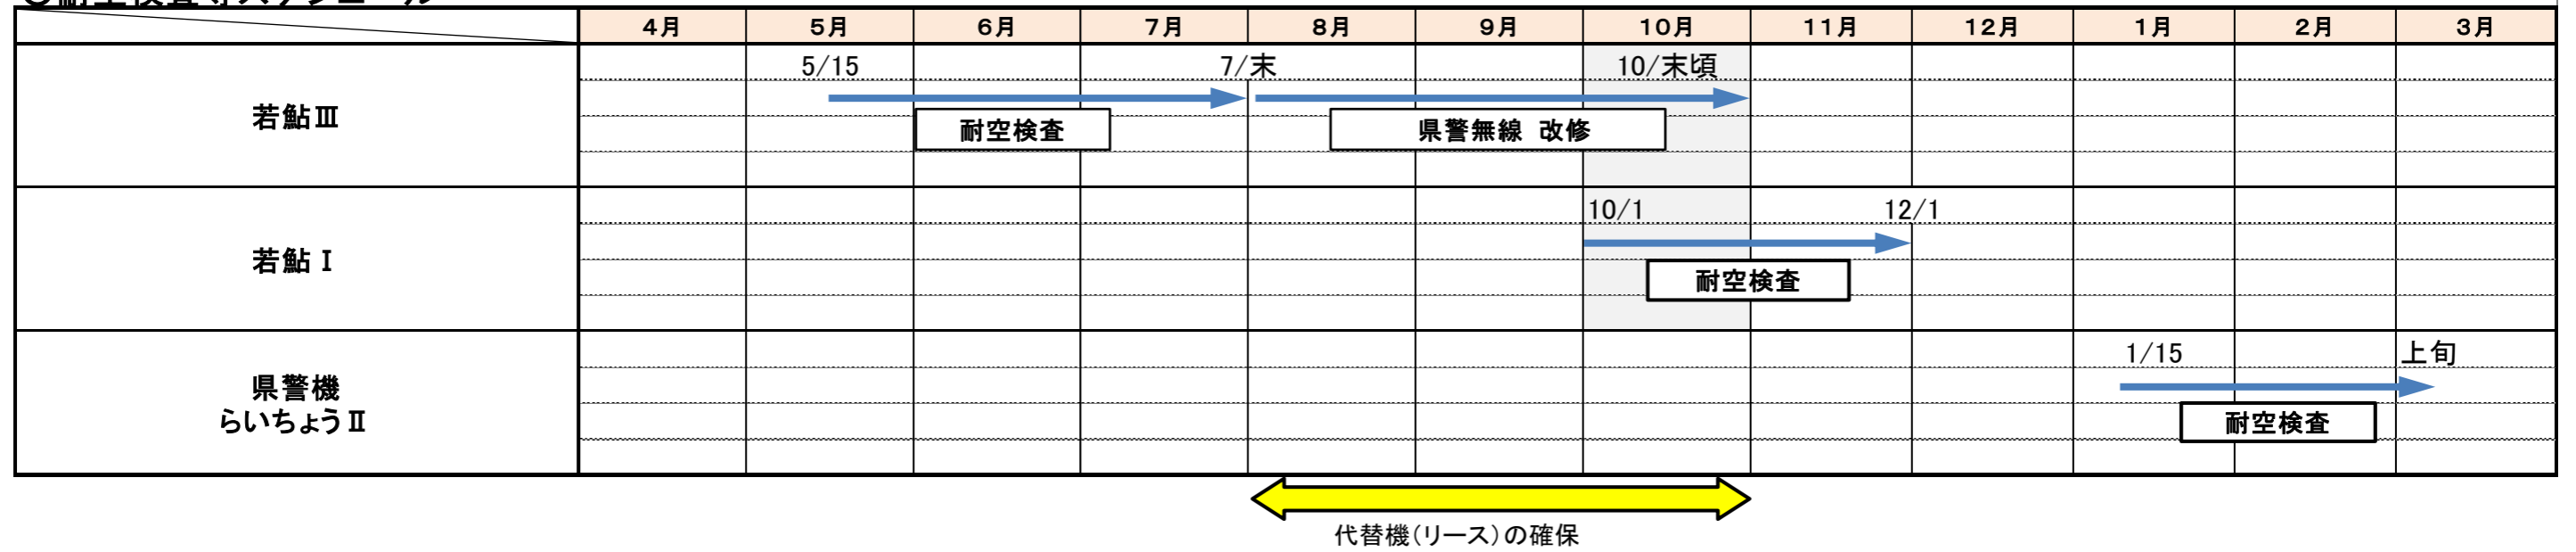 4月 5月 6月 7月 8月 9月 10月 11月 12月 1月 2月 3月
5/15 7/末 10/末頃
若鮎Ⅲ
耐空検査 県警無線 改修
10/1 12/1
若鮎Ⅰ
耐空検査
1/15 上旬
県警機
らいちょうⅡ
耐空検査
代替機(リース)の確保